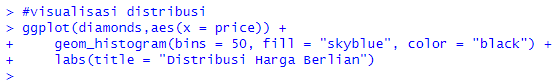 > #visualisasi distribusi
> ggplot(diamonds,aes(x = price)) +
+     geom_histogram(bins = 50, fill = "skyblue", color = "black") +
+     labs(title = "Distribusi Harga Berlian")
>